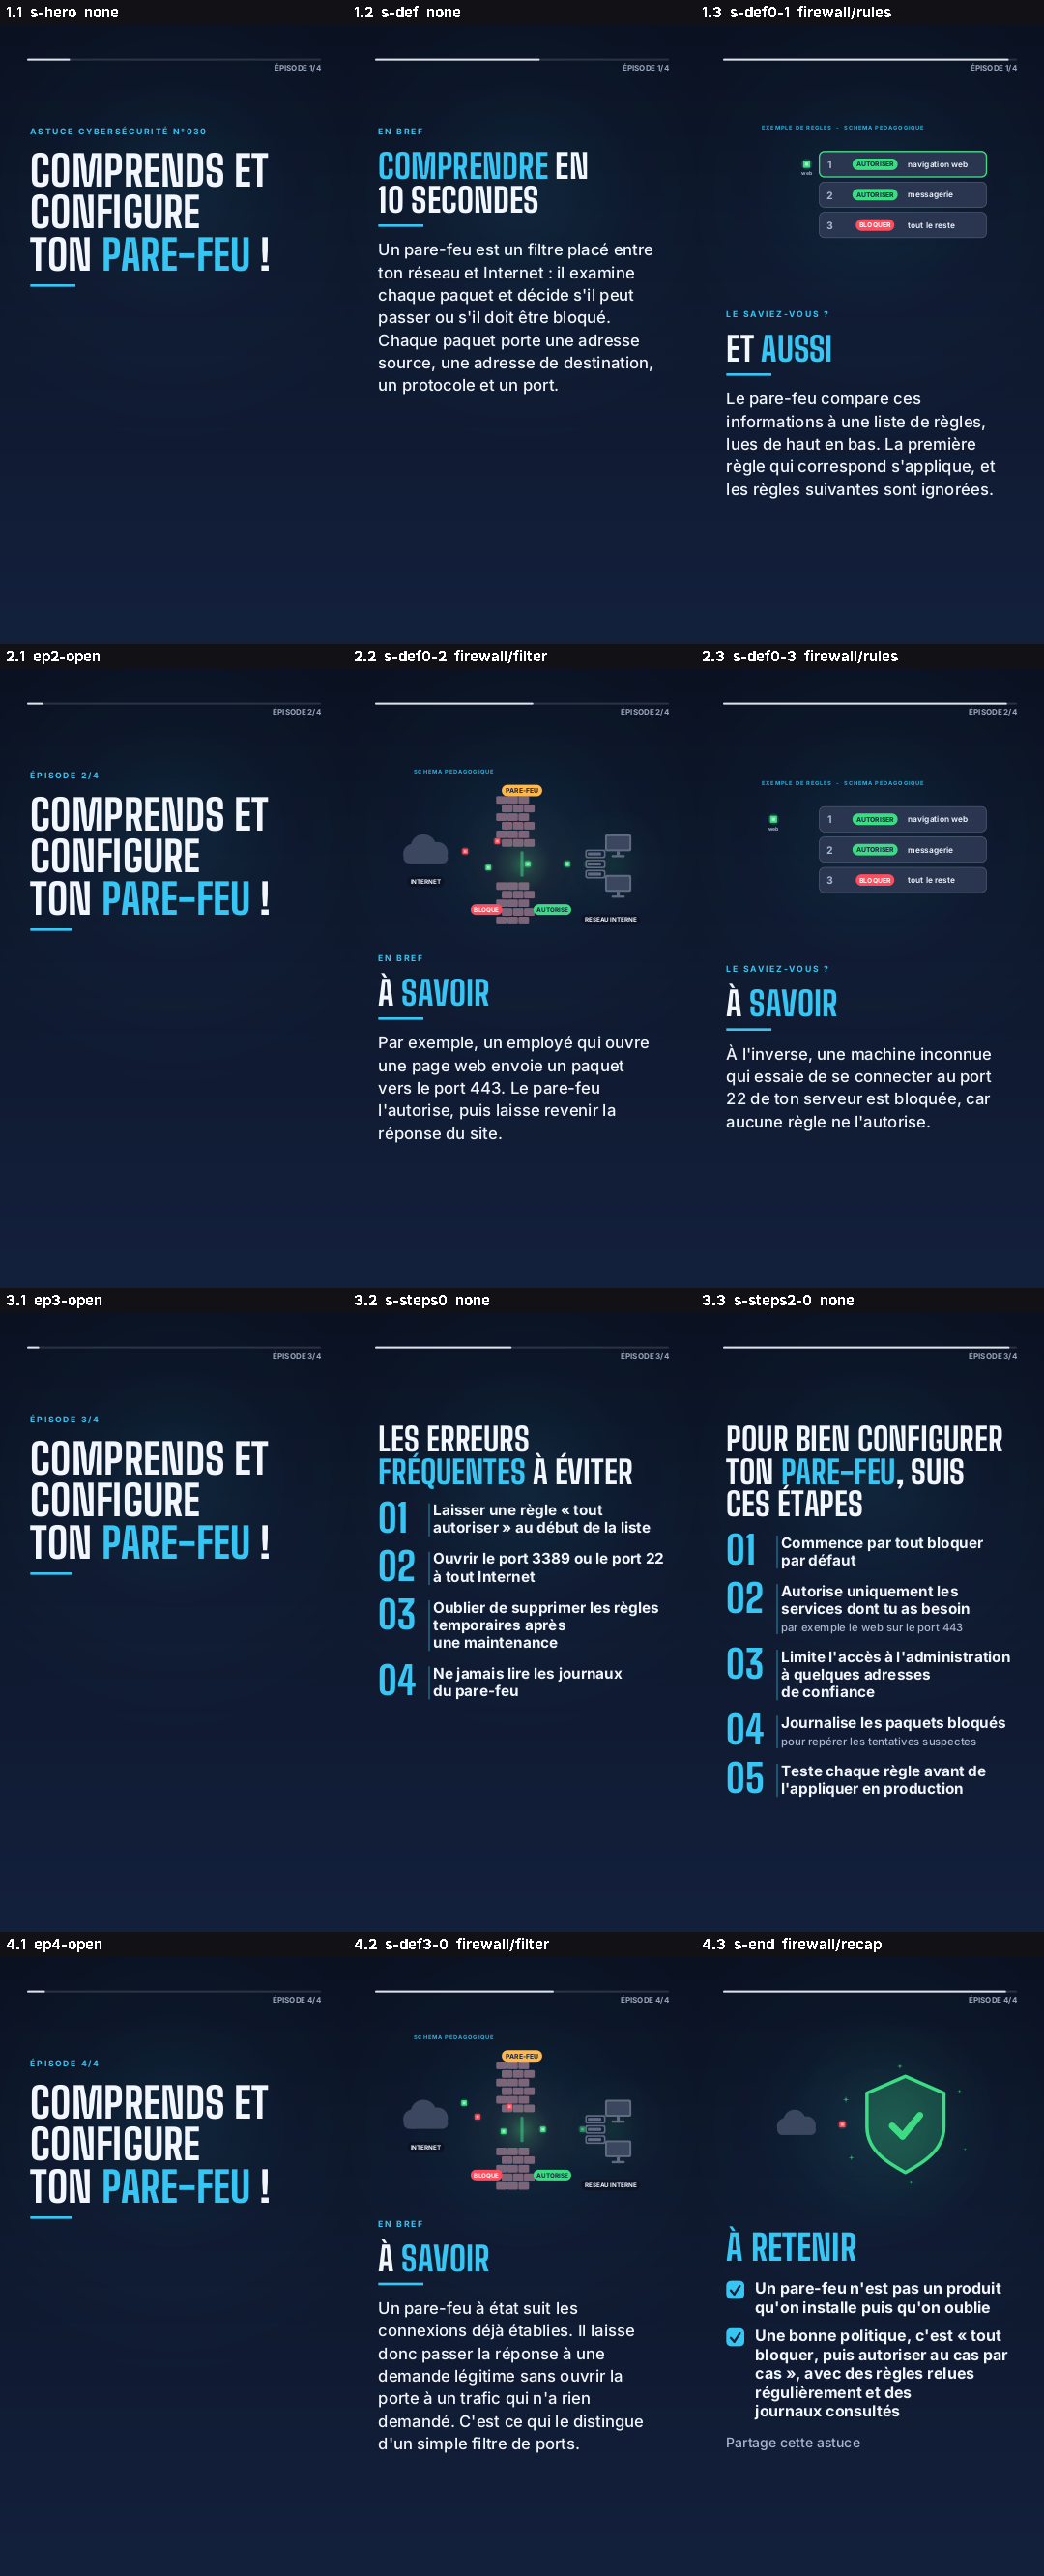 1.1 s-hero none
ÉPISODE 1/4
ASTUCE CYBERSÉCURITÉ N°030
COMPRENDS ET
CONFIGURE
TON PARE-FEU !
1.2 s-def none
ÉPISODE 1/4
EN BREF
COMPRENDRE EN
10 SECONDES
Un pare-feu est un filtre placé entre
ton réseau et Internet : il examine
chaque paquet et décide s'il peut
passer ou s'il doit être bloqué.
Chaque paquet porte une adresse
source, une adresse de destination,
un protocole et un port.
1.3 s-def0-1 firewall/rules
ÉPISODE 1/4
EXEMPLE DE REGLES - SCHEMA PEDAGOGIQUE
web
1 AUTORISER navigation web
2 AUTORISER messagerie
3 BLOQUER tout le reste
LE SAVIEZ-VOUS ?
ET AUSSI
Le pare-feu compare ces
informations à une liste de règles,
lues de haut en bas. La première
règle qui correspond s'applique, et
les règles suivantes sont ignorées.
2.1 ep2-open
ÉPISODE 2/4
ÉPISODE 2/4
COMPRENDS ET
CONFIGURE
TON PARE-FEU !
2.2 s-def0-2 firewall/filter
ÉPISODE 2/4
SCHEMA PEDAGOGIQUE
PARE-FEU
INTERNET
BLOQUE
AUTORISE
RESEAU INTERNE
EN BREF
À SAVOIR
Par exemple, un employé qui ouvre
une page web envoie un paquet
vers le port 443. Le pare-feu
l'autorise, puis laisse revenir la
réponse du site.
2.3 s-def0-3 firewall/rules
ÉPISODE 2/4
EXEMPLE DE REGLES - SCHEMA PEDAGOGIQUE
web
1 AUTORISER navigation web
2 AUTORISER messagerie
3 BLOQUER tout le reste
LE SAVIEZ-VOUS ?
À SAVOIR
À l'inverse, une machine inconnue
qui essaie de se connecter au port
22 de ton serveur est bloquée, car
aucune règle ne l'autorise.
3.1 ep3-open
ÉPISODE 3/4
ÉPISODE 3/4
COMPRENDS ET
CONFIGURE
TON PARE-FEU !
3.2 s-steps0 none
ÉPISODE 3/4
LES ERREURS
FRÉQUENTES À ÉVITER
01 Laisser une règle « tout
autoriser » au début de la liste
02 Ouvrir le port 3389 ou le port 22
à tout Internet
03 Oublier de supprimer les règles
temporaires après
une maintenance
04 Ne jamais lire les journaux
du pare-feu
3.3 s-steps2-0 none
ÉPISODE 3/4
POUR BIEN CONFIGURER
TON PARE-FEU, SUIS
CES ÉTAPES
01 Commence par tout bloquer
par défaut
02 Autorise uniquement les
services dont tu as besoin
par exemple le web sur le port 443
03 Limite l'accès à l'administration
à quelques adresses
de confiance
04 Journalise les paquets bloqués
pour repérer les tentatives suspectes
05 Teste chaque règle avant de
l'appliquer en production
4.1 ep4-open
ÉPISODE 4/4
ÉPISODE 4/4
COMPRENDS ET
CONFIGURE
TON PARE-FEU !
4.2 s-def3-0 firewall/filter
ÉPISODE 4/4
SCHEMA PEDAGOGIQUE
PARE-FEU
INTERNET
BLOQUE
AUTORISE
RESEAU INTERNE
EN BREF
À SAVOIR
Un pare-feu à état suit les
connexions déjà établies. Il laisse
donc passer la réponse à une
demande légitime sans ouvrir la
porte à un trafic qui n'a rien
demandé. C'est ce qui le distingue
d'un simple filtre de ports.
4.3 s-end firewall/recap
ÉPISODE 4/4
À RETENIR
Un pare-feu n'est pas un produit
qu'on installe puis qu'on oublie
Une bonne politique, c'est « tout
bloquer, puis autoriser au cas par
cas », avec des règles relues
régulièrement et des
journaux consultés
Partage cette astuce